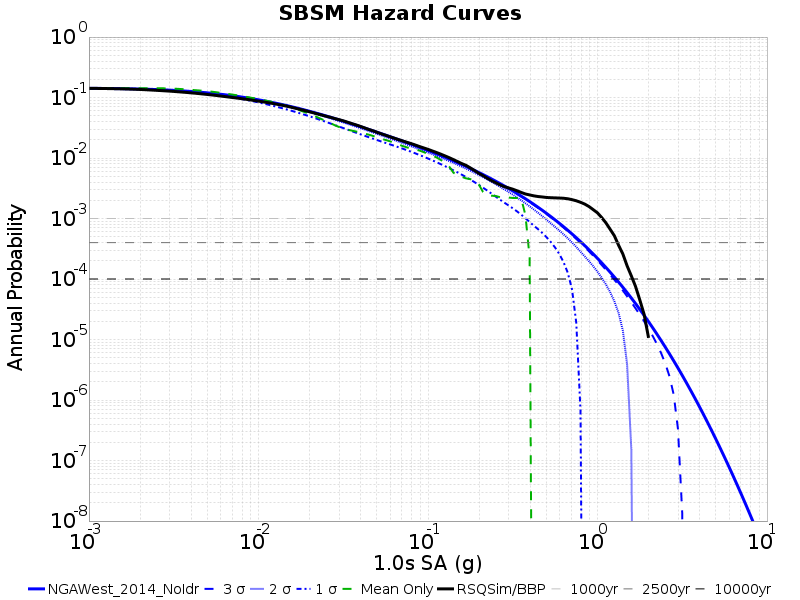 SBSM Hazard Curves
Annual Probability
10^0
10^-1
10^-2
10^-3
10^-4
10^-5
10^-6
10^-7
10^-8
10^-3 10^-2 10^-1 10^0 10^1
1.0s SA (g)
NGAWest_2014_NoIdr 3 σ 2 σ 1 σ Mean Only RSQSim/BBP 1000yr 2500yr 10000yr